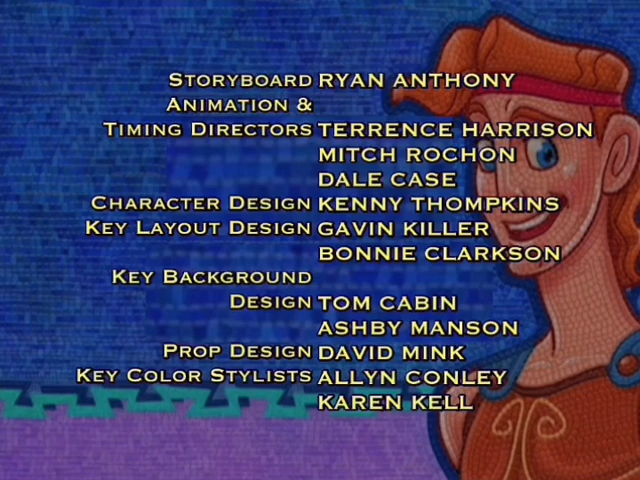 STORYBOARD RYAN ANTHONY
ANIMATION &
TIMING DIRECTORS TERRENCE HARRISON
MITCH ROCHON
DALE CASE
CHARACTER DESIGN KENNY THOMPKINS
KEY LAYOUT DESIGN GAVIN KILLER
BONNIE CLARKSON
KEY BACKGROUND
DESIGN TOM CABIN
ASHBY MANSON
PROP DESIGN DAVID MINK
KEY COLOR STYLISTS ALLYN CONLEY
KAREN KELL